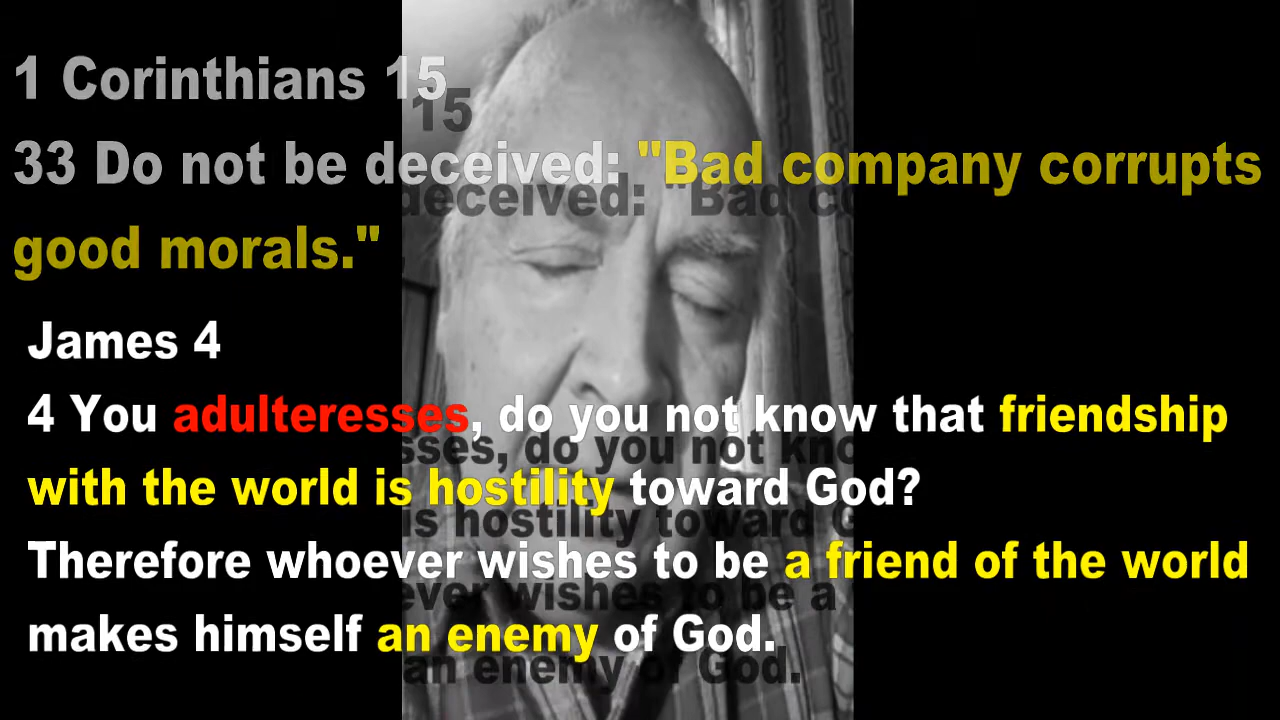 1 Corinthians 15
33 Do not be deceived: "Bad company corrupts
good morals."
James 4
4 You adulteresses, do you not know that friendship
with the world is hostility toward God?
Therefore whoever wishes to be a friend of the world
makes himself an enemy of God.